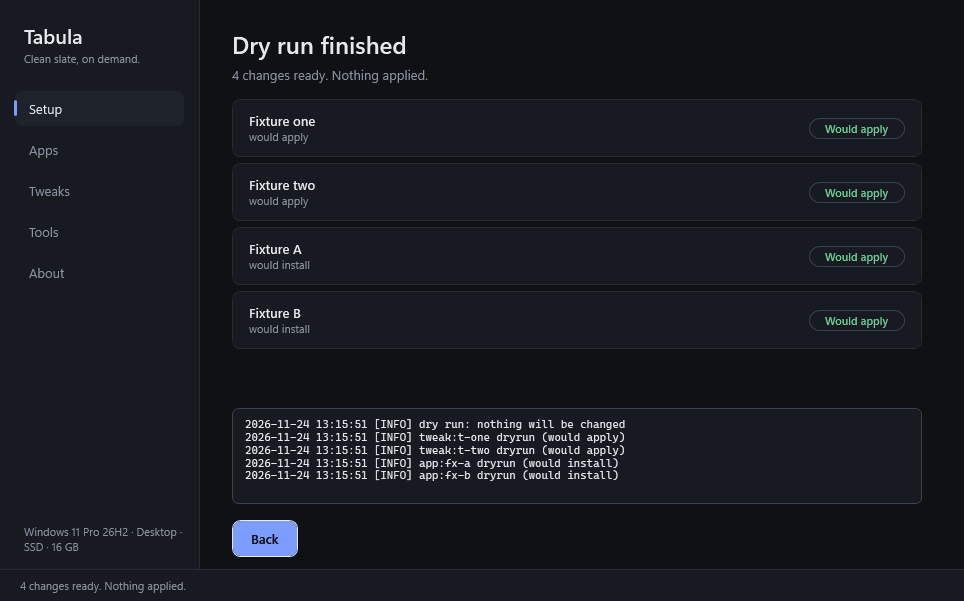 Tabula
Clean slate, on demand.
Setup
Apps
Tweaks
Tools
About
Windows 11 Pro 26H2 · Desktop ·
SSD · 16 GB
Dry run finished
4 changes ready. Nothing applied.
Fixture one
would apply
Would apply
Fixture two
would apply
Would apply
Fixture A
would install
Would apply
Fixture B
would install
Would apply
2026-11-24 13:15:51 [INFO] dry run: nothing will be changed
2026-11-24 13:15:51 [INFO] tweak:t-one dryrun (would apply)
2026-11-24 13:15:51 [INFO] tweak:t-two dryrun (would apply)
2026-11-24 13:15:51 [INFO] app:fx-a dryrun (would install)
2026-11-24 13:15:51 [INFO] app:fx-b dryrun (would install)
Back
4 changes ready. Nothing applied.